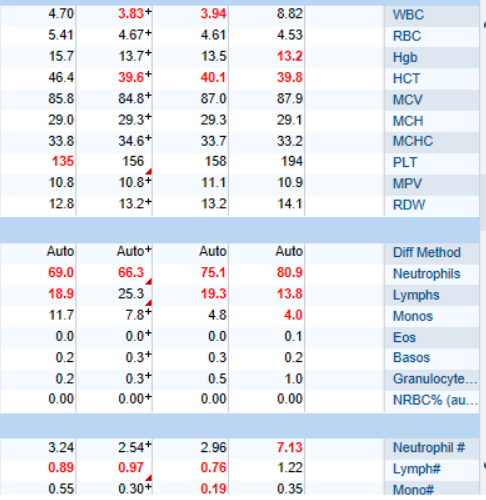 4.70 3.83+ 3.94 8.82 WBC
5.41 4.67+ 4.61 4.53 RBC
15.7 13.7+ 13.5 13.2 Hgb
46.4 39.6+ 40.1 39.8 HCT
85.8 84.8+ 87.0 87.9 MCV
29.0 29.3+ 29.3 29.1 MCH
33.8 34.6+ 33.7 33.2 MCHC
135 156 158 194 PLT
10.8 10.8+ 11.1 10.9 MPV
12.8 13.2+ 13.2 14.1 RDW
Auto Auto+ Auto Auto Diff Method
69.0 66.3 75.1 80.9 Neutrophils
18.9 25.3 19.3 13.8 Lymphs
11.7 7.8+ 4.8 4.0 Monos
0.0 0.0+ 0.0 0.1 Eos
0.2 0.3+ 0.3 0.2 Basos
0.2 0.3+ 0.5 1.0 Granulocyte...
0.00 0.00+ 0.00 0.00 NRBC% (au...
3.24 2.54+ 2.96 7.13 Neutrophil #
0.89 0.97 0.76 1.22 Lymph#
0.55 0.30+ 0.19 0.35 Mono#